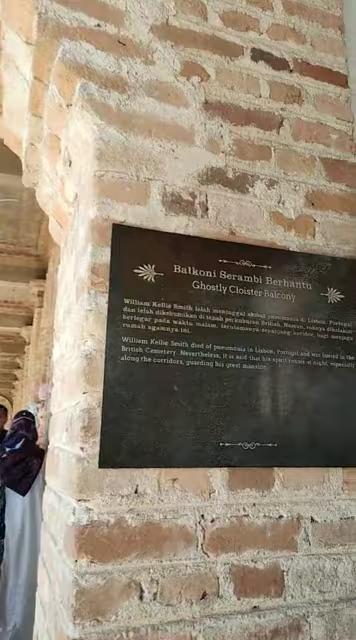 Balkoni Serambi Berhantu
Ghostly Cloister Balcony
William Kellie Smith telah meninggal akibat pneumonia di Lisbon, Portugal
dan telah dikebumikan di tanah perkuburan British. Namun, rohnya dikatakan
berlegar pada waktu malam, terutamanya sepanjang koridor, bagi menjaga
rumah agamnya ini.
William Kellie Smith died of pneumonia in Lisbon, Portugal and was buried in the
British Cemetery. Nevertheless, it is said that his spirit roams at night, especially
along the corridors, guarding his great mansion.